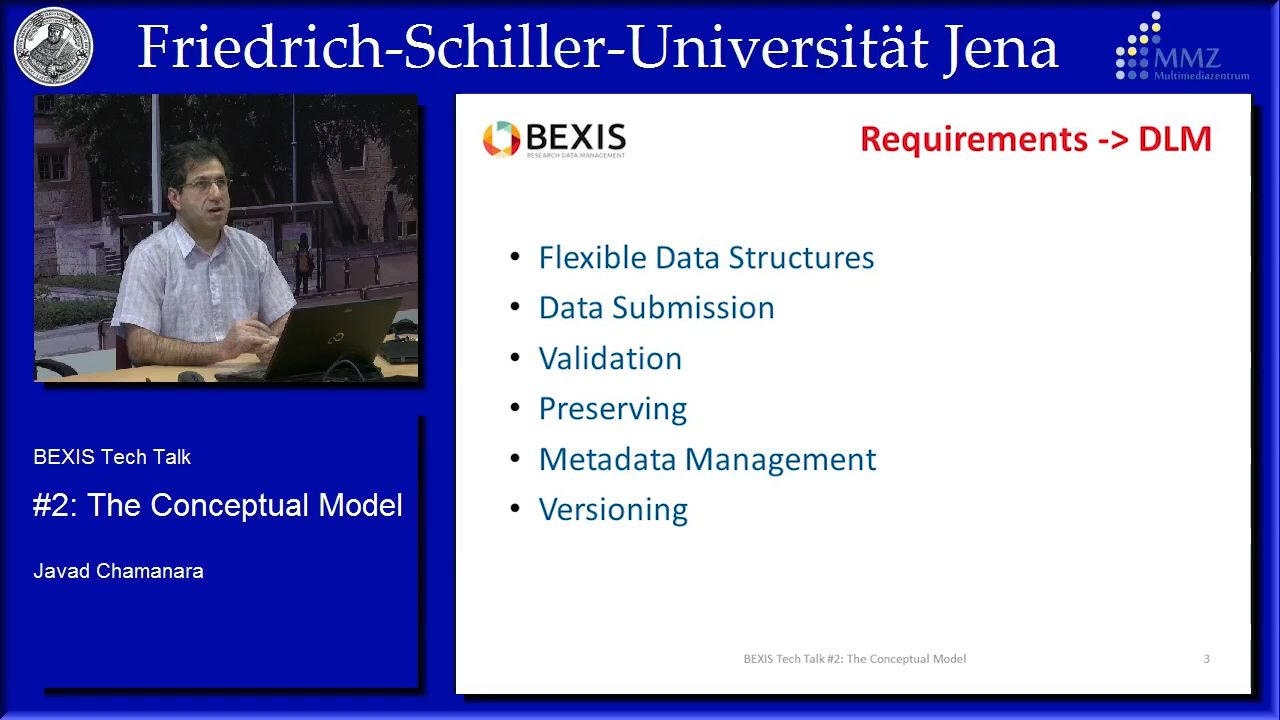 Friedrich-Schiller-Universität Jena
MMZ
Multimediazentrum
BEXIS
RESEARCH DATA MANAGEMENT
Requirements -> DLM
• Flexible Data Structures
• Data Submission
• Validation
• Preserving
• Metadata Management
• Versioning
BEXIS Tech Talk #2: The Conceptual Model
3
BEXIS Tech Talk
#2: The Conceptual Model
Javad Chamanara